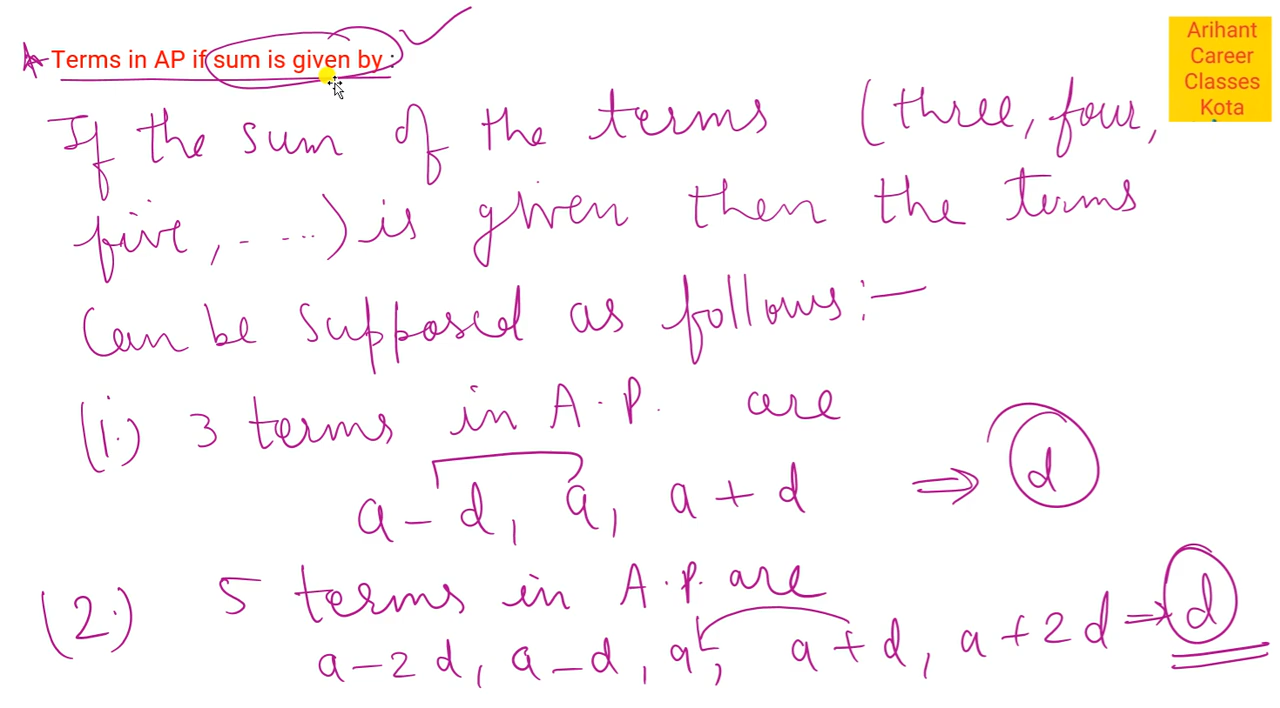 Terms in AP if sum is given by :
Arihant
Career
Classes
Kota
If the sum of the terms (three, four,
five, - - ...) is given then the terms
Can be supposed as follows :-
(1.) 3 terms in A.P. are
a - d, a, a + d ⇒ d
(2.) 5 terms in A.P. are
a - 2d, a - d, a, a + d, a + 2d ⇒ d